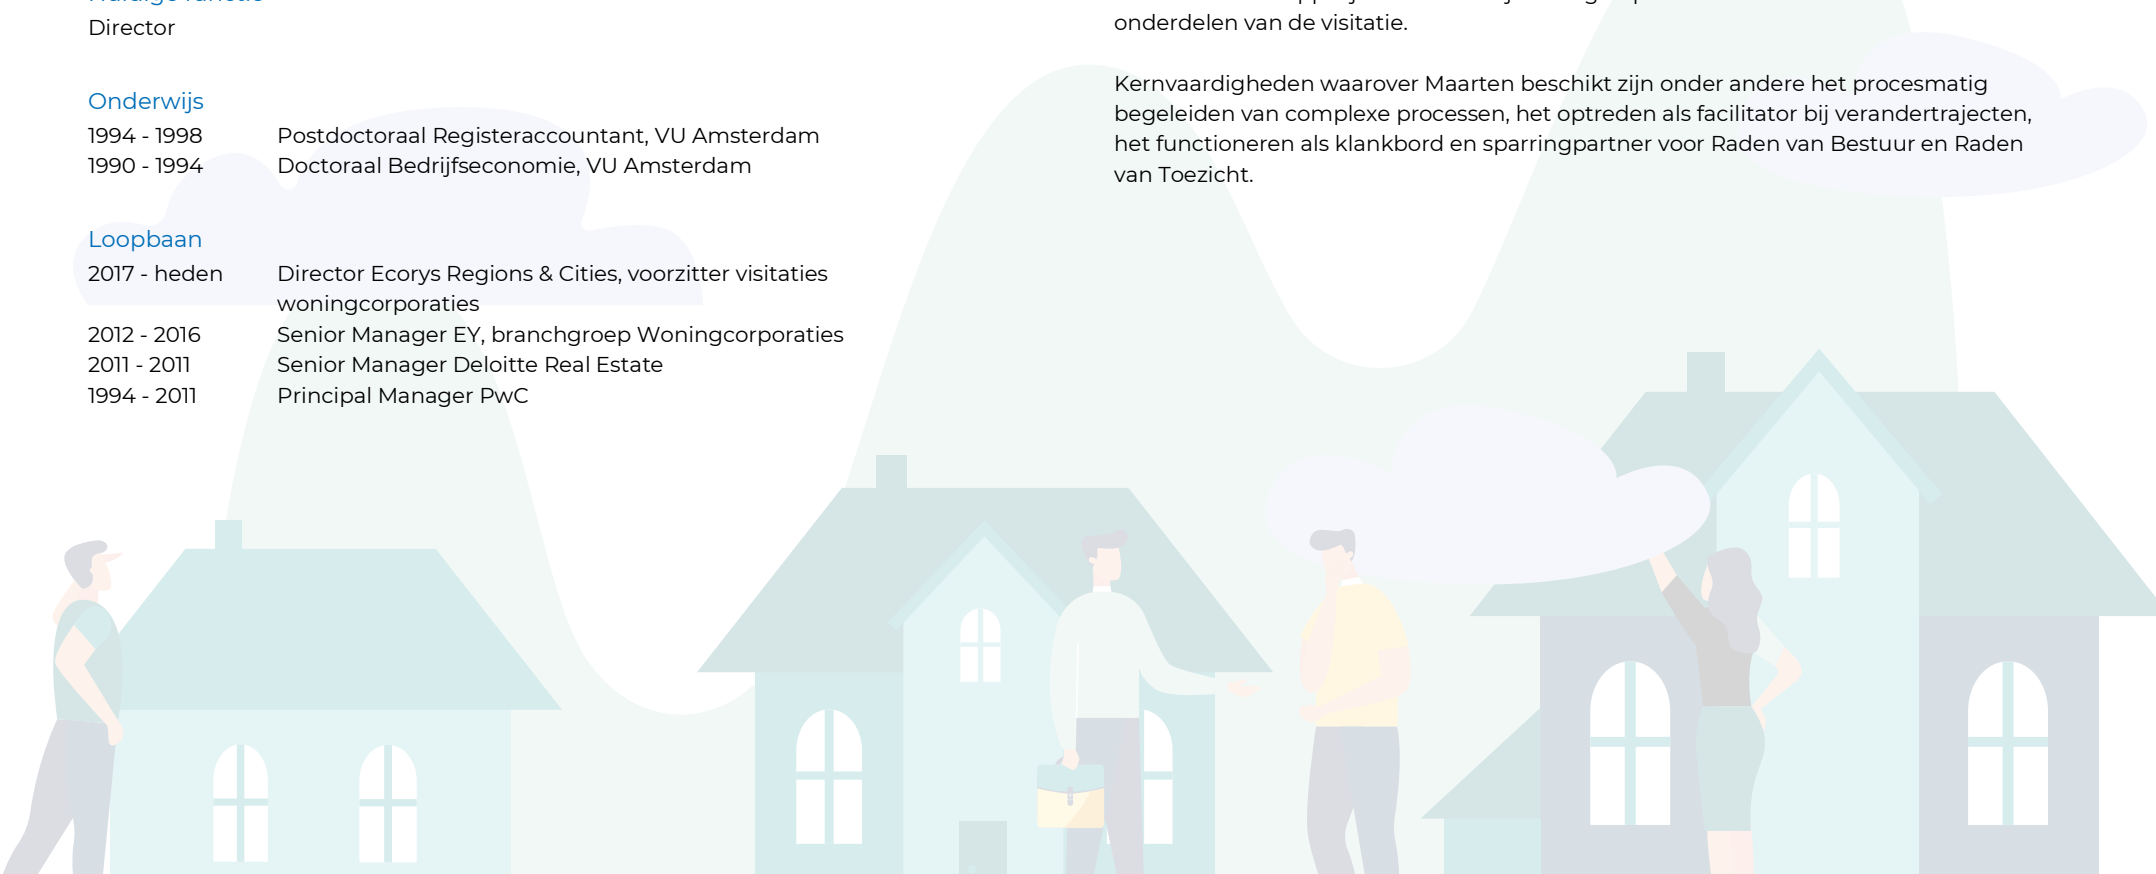 Director
Onderwijs
1994 - 1998 Postdoctoraal Registeraccountant, VU Amsterdam
1990 - 1994 Doctoraal Bedrijfseconomie, VU Amsterdam
Loopbaan
2017 - heden Director Ecorys Regions & Cities, voorzitter visitaties
woningcorporaties
2012 - 2016 Senior Manager EY, branchgroep Woningcorporaties
2011 - 2011 Senior Manager Deloitte Real Estate
1994 - 2011 Principal Manager PwC
onderdelen van de visitatie.
Kernvaardigheden waarover Maarten beschikt zijn onder andere het procesmatig
begeleiden van complexe processen, het optreden als facilitator bij verandertrajecten,
het functioneren als klankbord en sparringpartner voor Raden van Bestuur en Raden
van Toezicht.